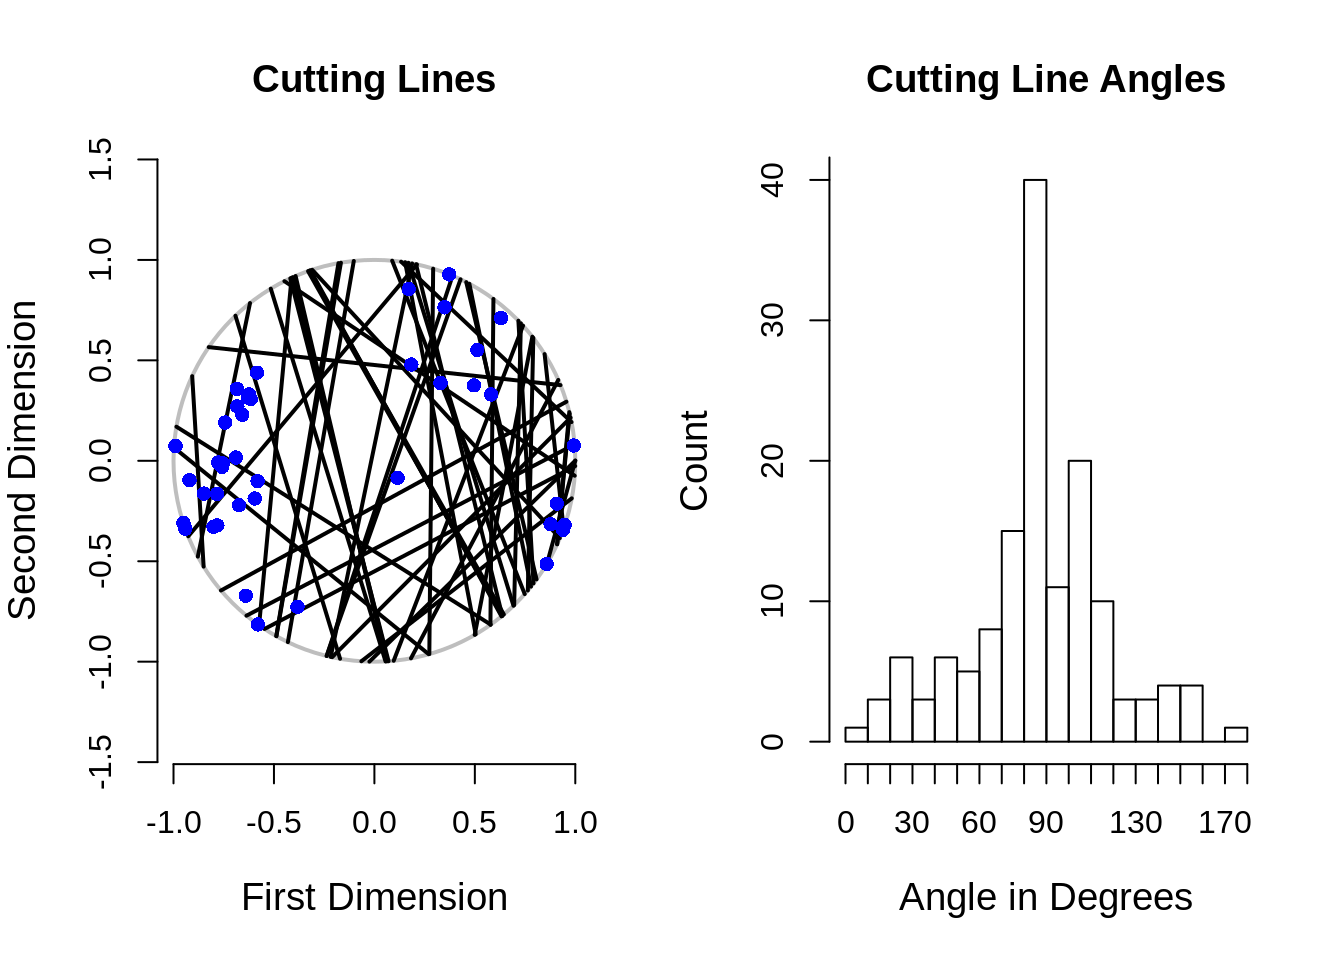 Cutting Lines
Second Dimension
1.5
1.0
0.5
0.0
-0.5
-1.0
-1.5
-1.0 -0.5 0.0 0.5 1.0
First Dimension
Cutting Line Angles
Count
40
30
20
10
0
0 30 60 90 130 170
Angle in Degrees